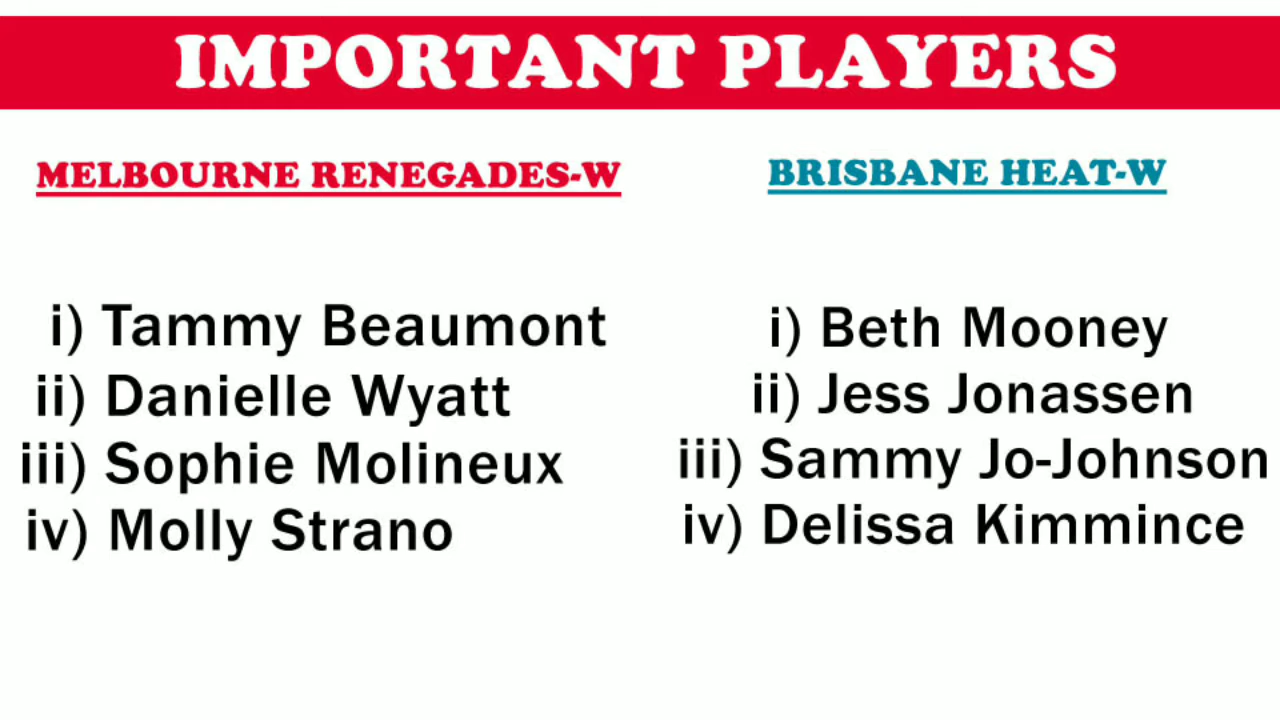 IMPORTANT PLAYERS
MELBOURNE RENEGADES-W
i) Tammy Beaumont
ii) Danielle Wyatt
iii) Sophie Molineux
iv) Molly Strano
BRISBANE HEAT-W
i) Beth Mooney
ii) Jess Jonassen
iii) Sammy Jo-Johnson
iv) Delissa Kimmince